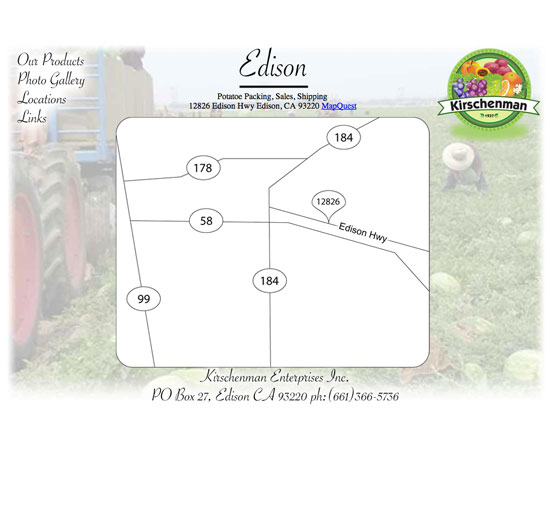 Our Products
Photo Gallery
Locations
Links
Edison
Potatoe Packing, Sales, Shipping
12826 Edison Hwy Edison, CA 93220 MapQuest
Kirschenman
184
178
12826
58
Edison Hwy
184
99
Kirschenman Enterprises Inc.
PO Box 27, Edison CA 93220 ph: (661)366-5736